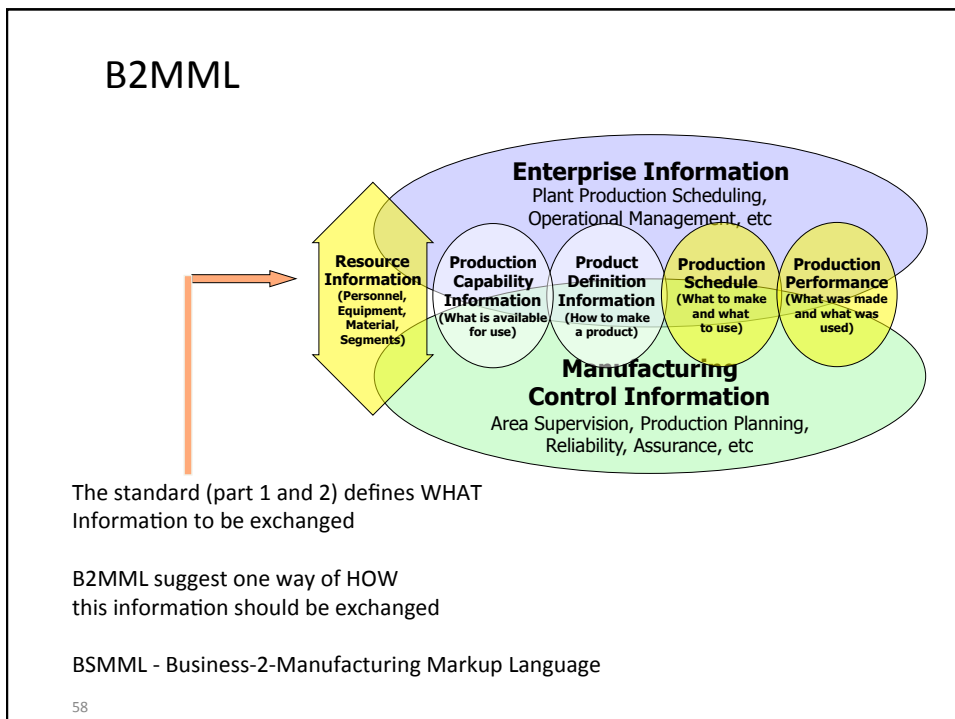 B2MML
Enterprise Information
Plant Production Scheduling,
Operational Management, etc
Resource
Information
(Personnel,
Equipment,
Material,
Segments)
Production
Capability
Information
(What is available
for use)
Product
Definition
Information
(How to make
a product)
Production
Schedule
(What to make
and what
to use)
Production
Performance
(What was made
and what was
used)
Manufacturing
Control Information
Area Supervision, Production Planning,
Reliability, Assurance, etc
The standard (part 1 and 2) defines WHAT
Information to be exchanged
B2MML suggest one way of HOW
this information should be exchanged
BSMML - Business-2-Manufacturing Markup Language
58